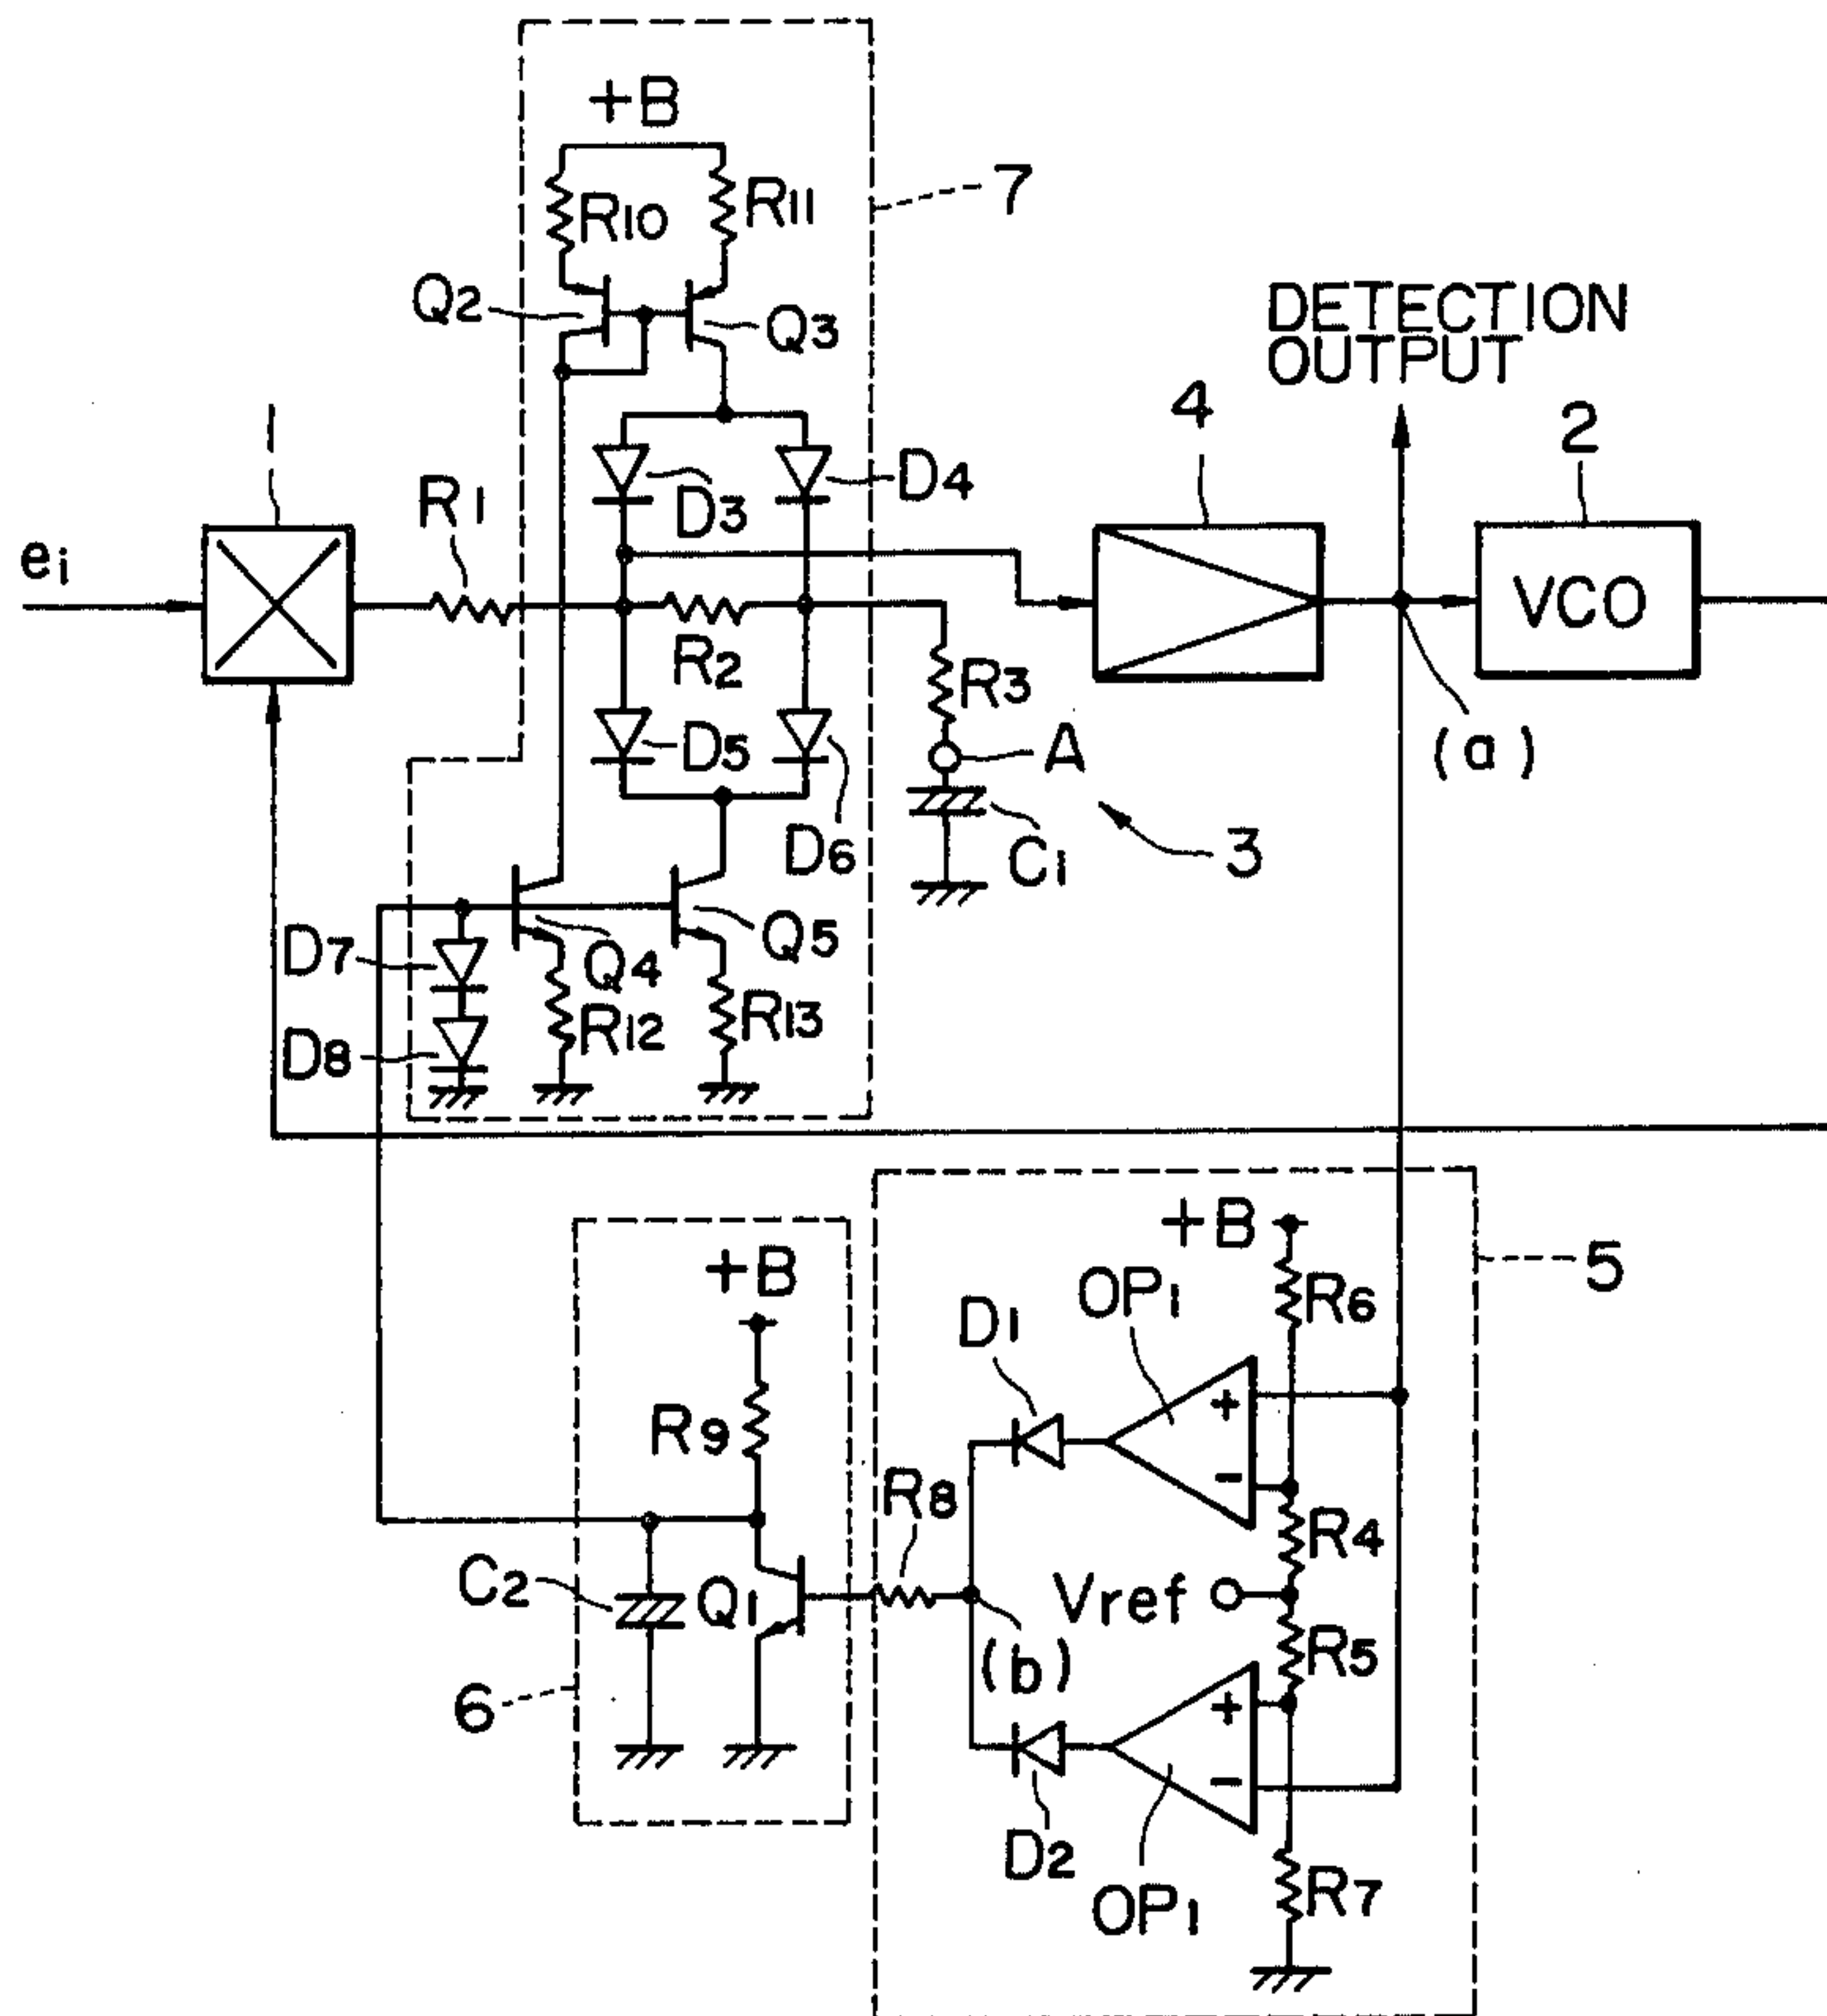 +B
7
R10
R11
Q2
Q3
DETECTION
OUTPUT
1
4
2
R1
D3
D4
ei
VCO
R2
R3
D5
A
(a)
D6
C1
3
D7
Q4
Q5
D8
R12
R13
+B
5
+B
OP1
R6
D1
+
R9
-
R8
R4
C2
Q1
Vref
(b)
R5
6
+
-
D2
OP1
R7